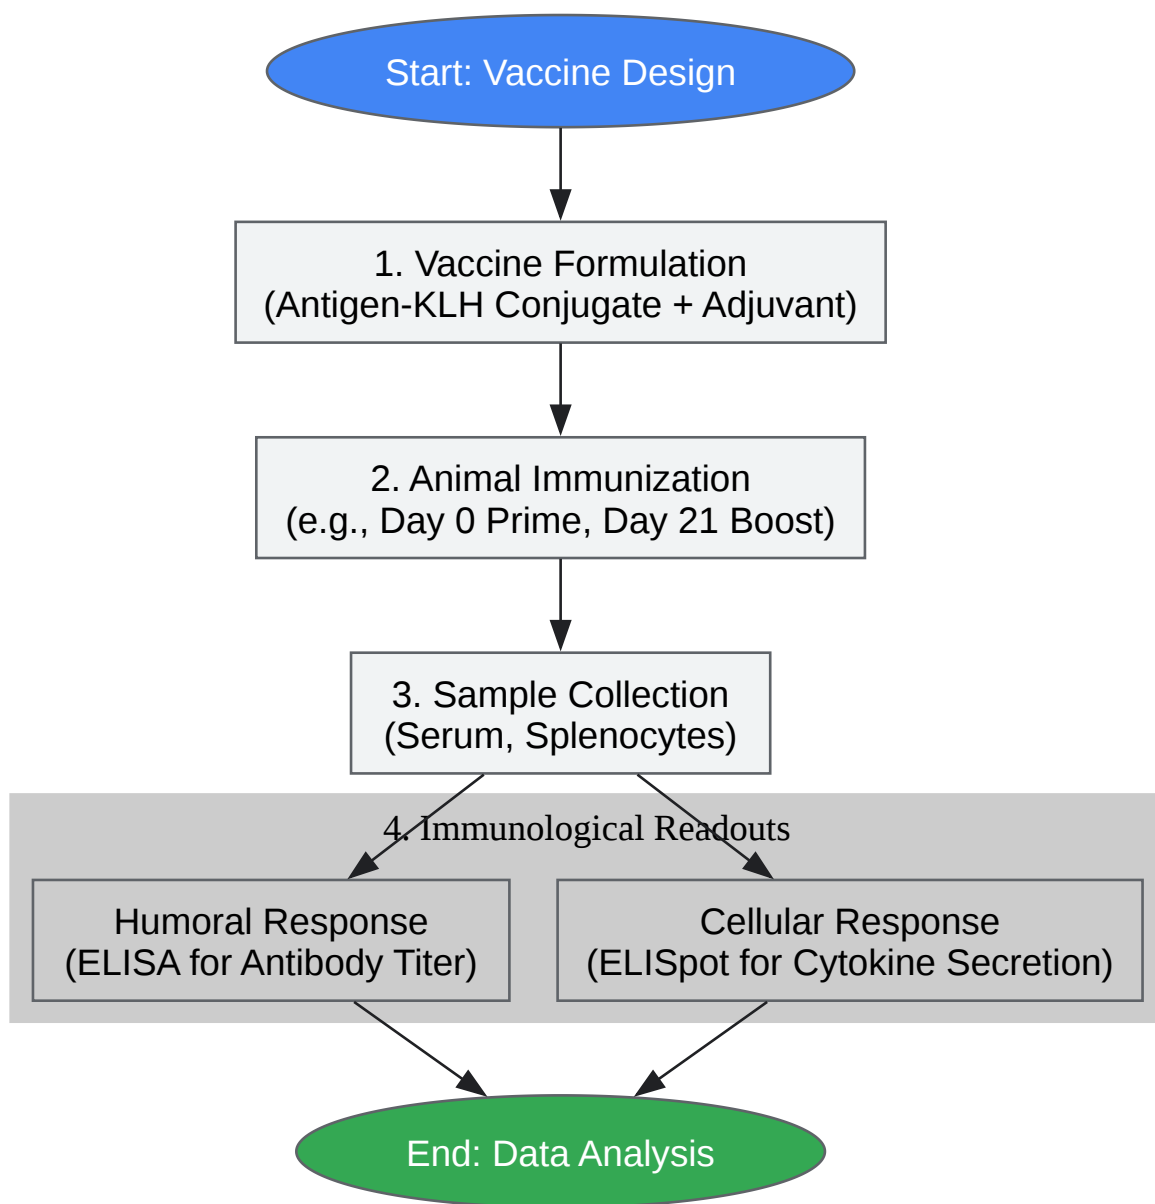 Start: Vaccine Design
1. Vaccine Formulation
(Antigen-KLH Conjugate + Adjuvant)
2. Animal Immunization
(e.g., Day 0 Prime, Day 21 Boost)
3. Sample Collection
(Serum, Splenocytes)
4. Immunological Readouts
Humoral Response
(ELISA for Antibody Titer)
Cellular Response
(ELISpot for Cytokine Secretion)
End: Data Analysis